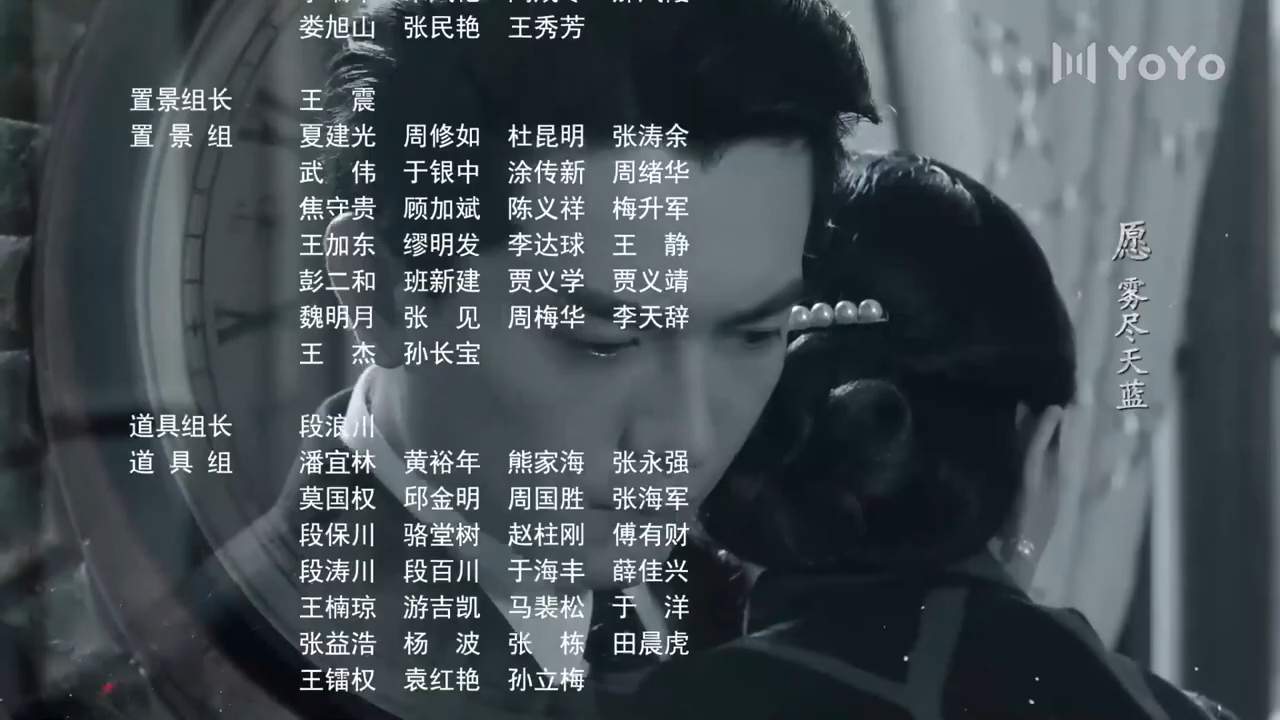 娄旭山 张民艳 王秀芳
YoYo
置景组长 王 震
置 景 组 夏建光 周修如 杜昆明 张涛余
武 伟 于银中 涂传新 周绪华
焦守贵 顾加斌 陈义祥 梅升军
王加东 缪明发 李达球 王 静
彭二和 班新建 贾义学 贾义靖
魏明月 张 见 周梅华 李天辞
王 杰 孙长宝
道具组长 段浪川
道 具 组 潘宜林 黄裕年 熊家海 张永强
莫国权 邱金明 周国胜 张海军
段保川 骆堂树 赵柱刚 傅有财
段涛川 段百川 于海丰 薛佳兴
王楠琼 游吉凯 马裴松 于 洋
张益浩 杨 波 张 栋 田晨虎
王镭权 袁红艳 孙立梅
愿 雾尽天蓝